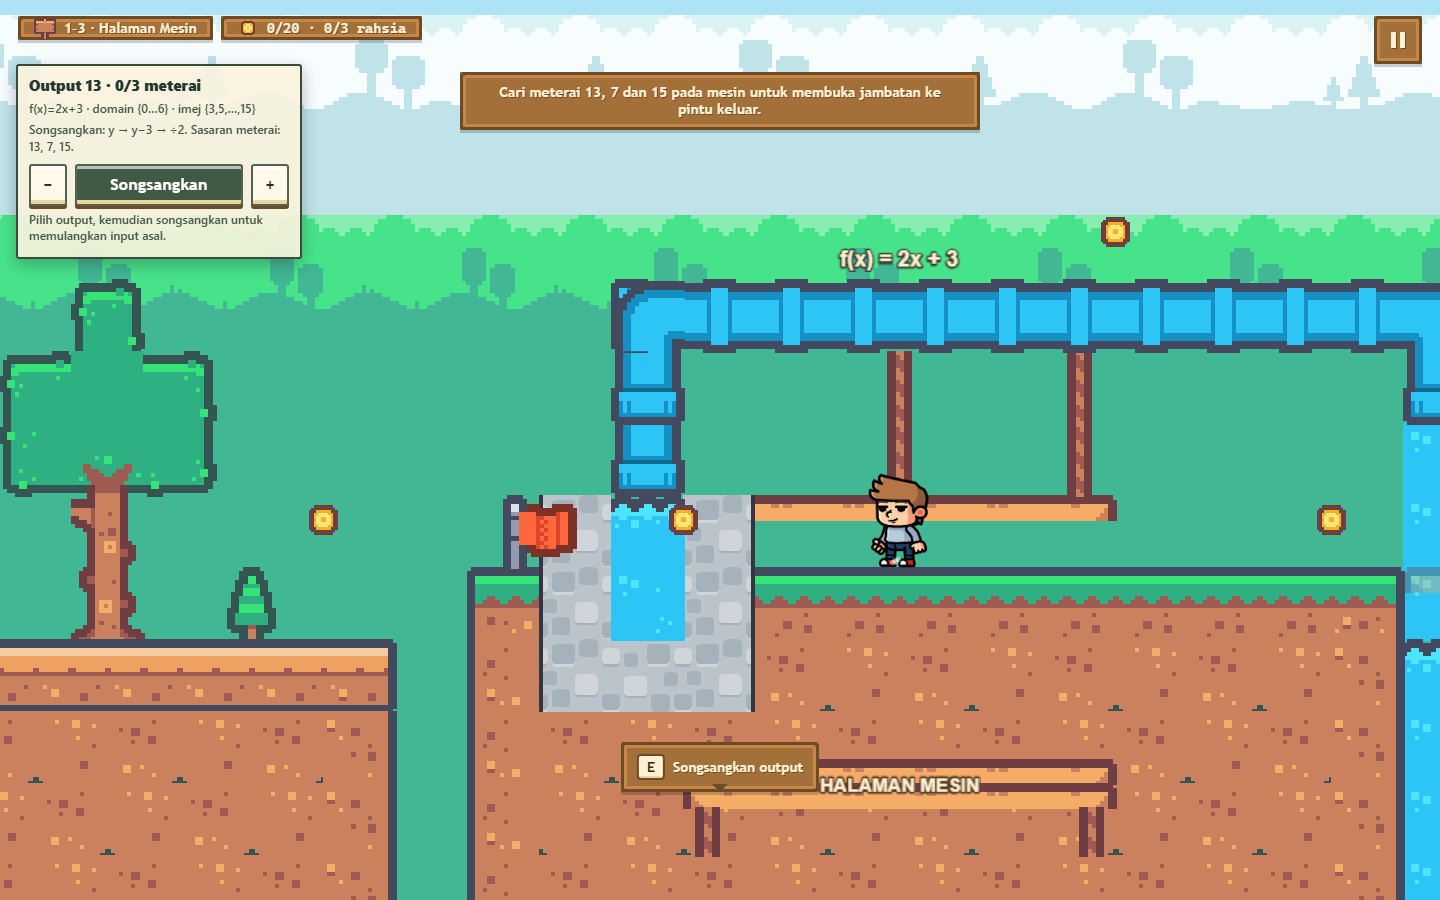 1-3 · Halaman Mesin
0/20 · 0/3 rahsia
Output 13 · 0/3 meterai
f(x)=2x+3 · domain {0…6} · imej {3,5,…,15}
Songsangkan: y → y−3 → ÷2. Sasaran meterai:
13, 7, 15.
−
Songsangkan
+
Pilih output, kemudian songsangkan untuk
memulangkan input asal.
Cari meterai 13, 7 dan 15 pada mesin untuk membuka jambatan ke
pintu keluar.
f(x) = 2x + 3
E Songsangkan output
HALAMAN MESIN